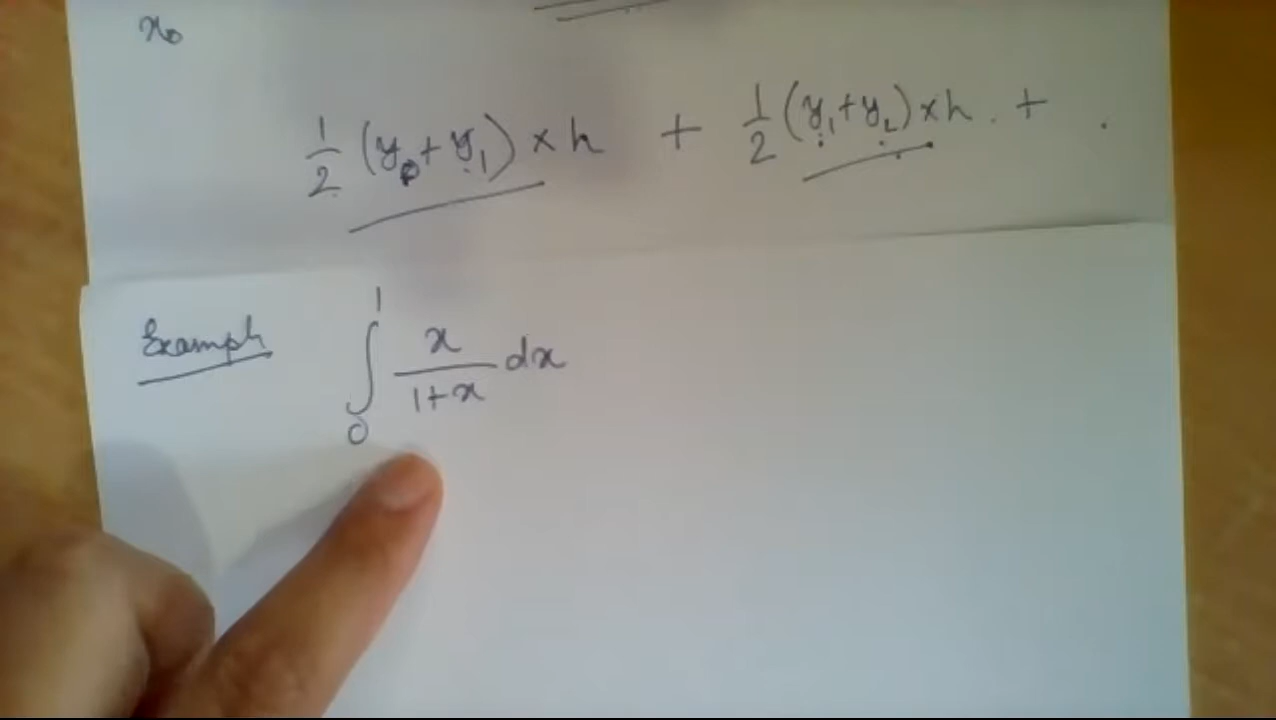 x₀
1/2 (y₀+y₁) × h + 1/2 (y₁+y₂) × h . + .
Example ∫₀¹ x/(1+x) dx